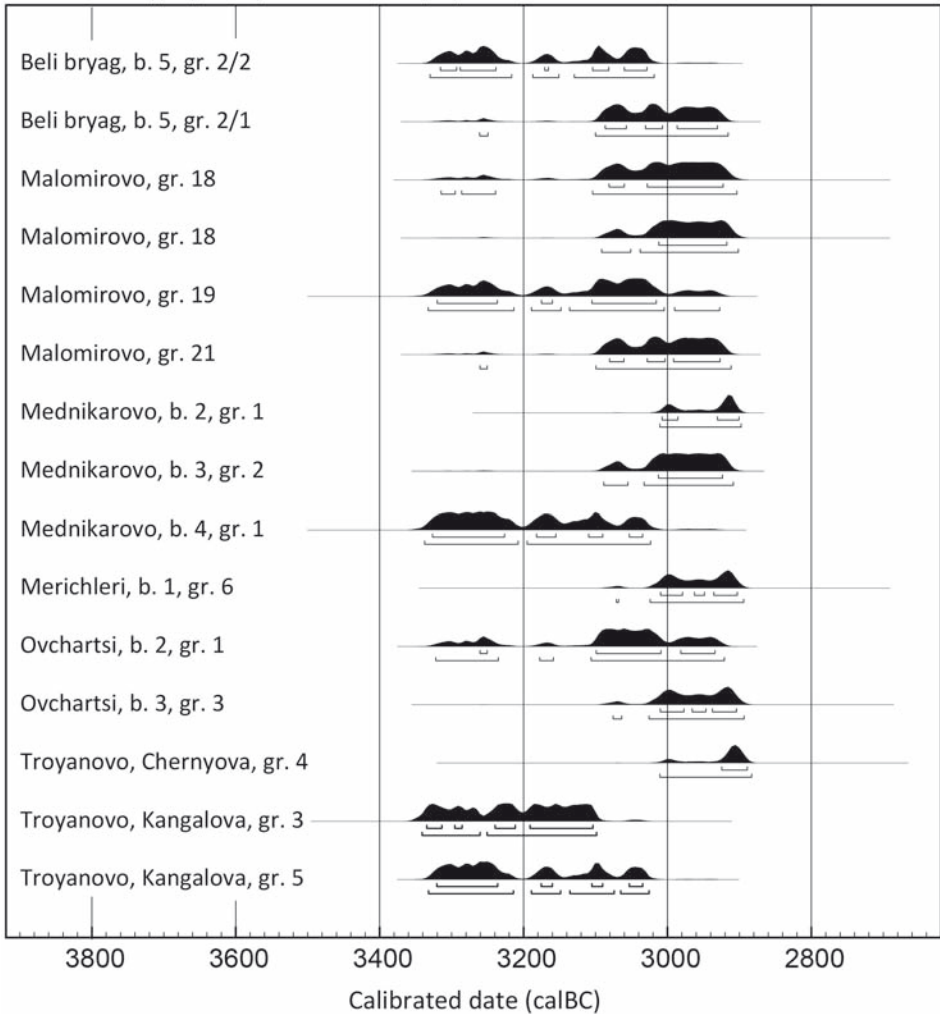 Beli bryag, b. 5, gr. 2/2
Beli bryag, b. 5, gr. 2/1
Malomirovo, gr. 18
Malomirovo, gr. 18
Malomirovo, gr. 19
Malomirovo, gr. 21
Mednikarovo, b. 2, gr. 1
Mednikarovo, b. 3, gr. 2
Mednikarovo, b. 4, gr. 1
Merichleri, b. 1, gr. 6
Ovchartsi, b. 2, gr. 1
Ovchartsi, b. 3, gr. 3
Troyanovo, Chernyova, gr. 4
Troyanovo, Kangalova, gr. 3
Troyanovo, Kangalova, gr. 5
3800 3600 3400 3200 3000 2800
Calibrated date (calBC)